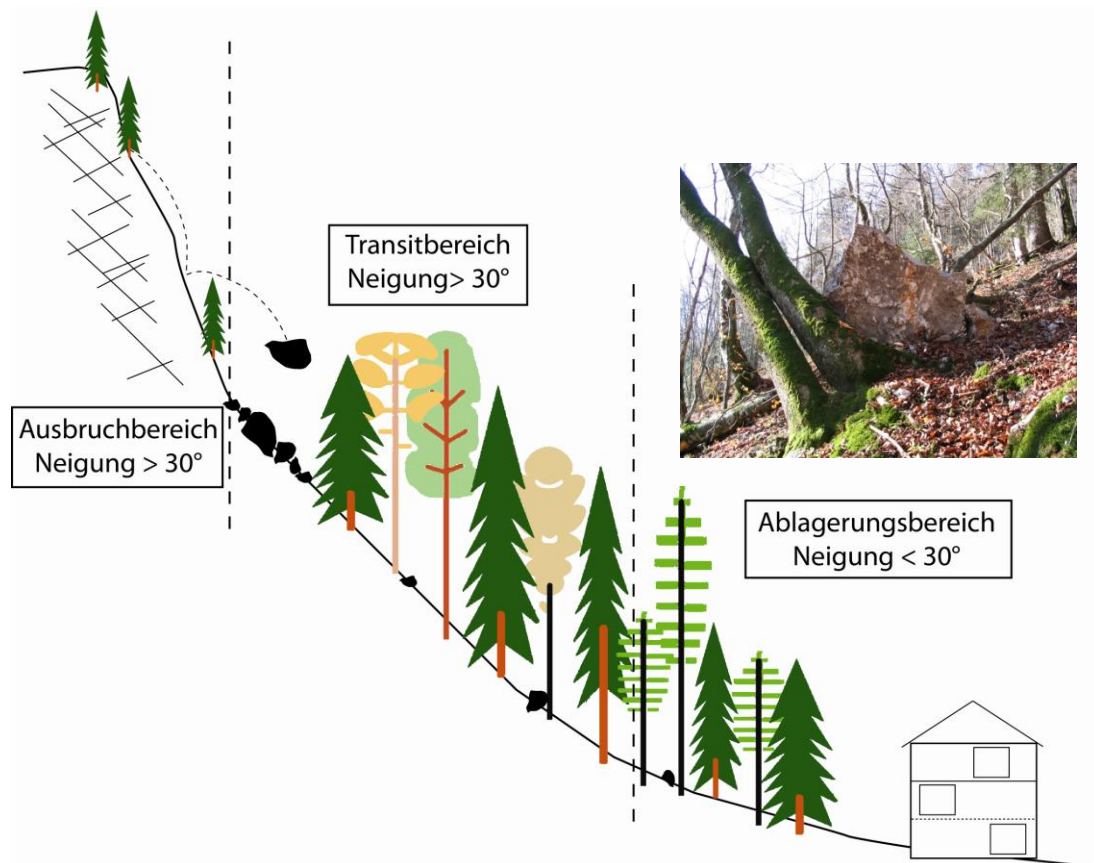 Transitbereich
Neigung> 30°
Ausbruchbereich
Neigung > 30°
Ablagerungsbereich
Neigung < 30°